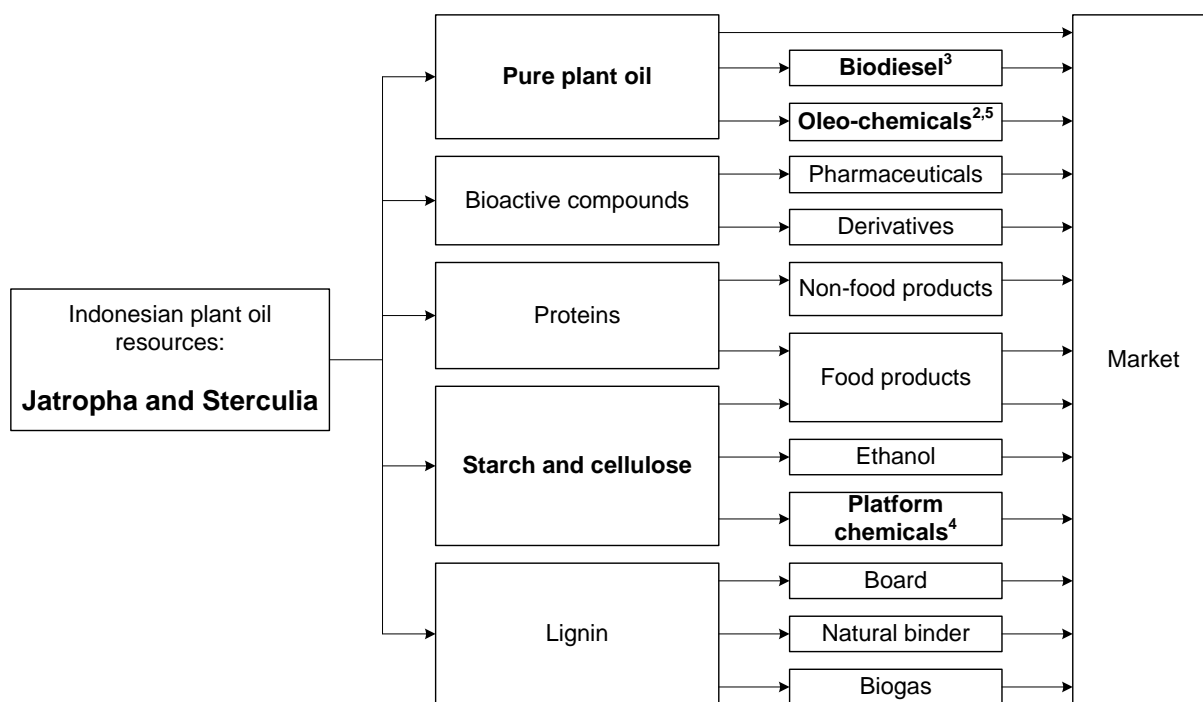 Indonesian plant oil
resources:
Jatropha and Sterculia
Pure plant oil
Bioactive compounds
Proteins
Starch and cellulose
Lignin
Biodiesel³
Oleo-chemicals²,⁵
Pharmaceuticals
Derivatives
Non-food products
Food products
Ethanol
Platform
chemicals⁴
Board
Natural binder
Biogas
Market